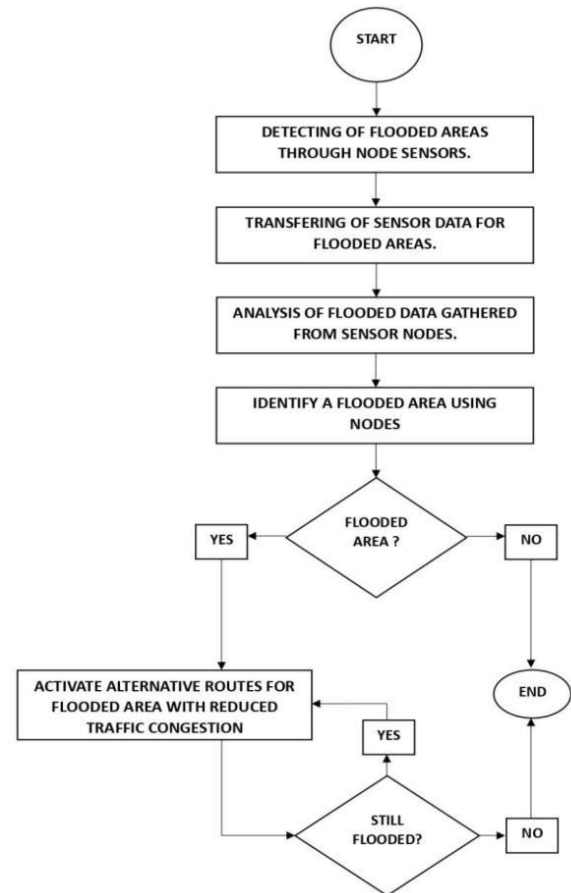 START
DETECTING OF FLOODED AREAS
THROUGH NODE SENSORS.
TRANSFERING OF SENSOR DATA FOR
FLOODED AREAS.
ANALYSIS OF FLOODED DATA GATHERED
FROM SENSOR NODES.
IDENTIFY A FLOODED AREA USING
NODES
FLOODED
AREA ?
YES
NO
ACTIVATE ALTERNATIVE ROUTES FOR
FLOODED AREA WITH REDUCED
TRAFFIC CONGESTION
END
YES
STILL
FLOODED?
NO